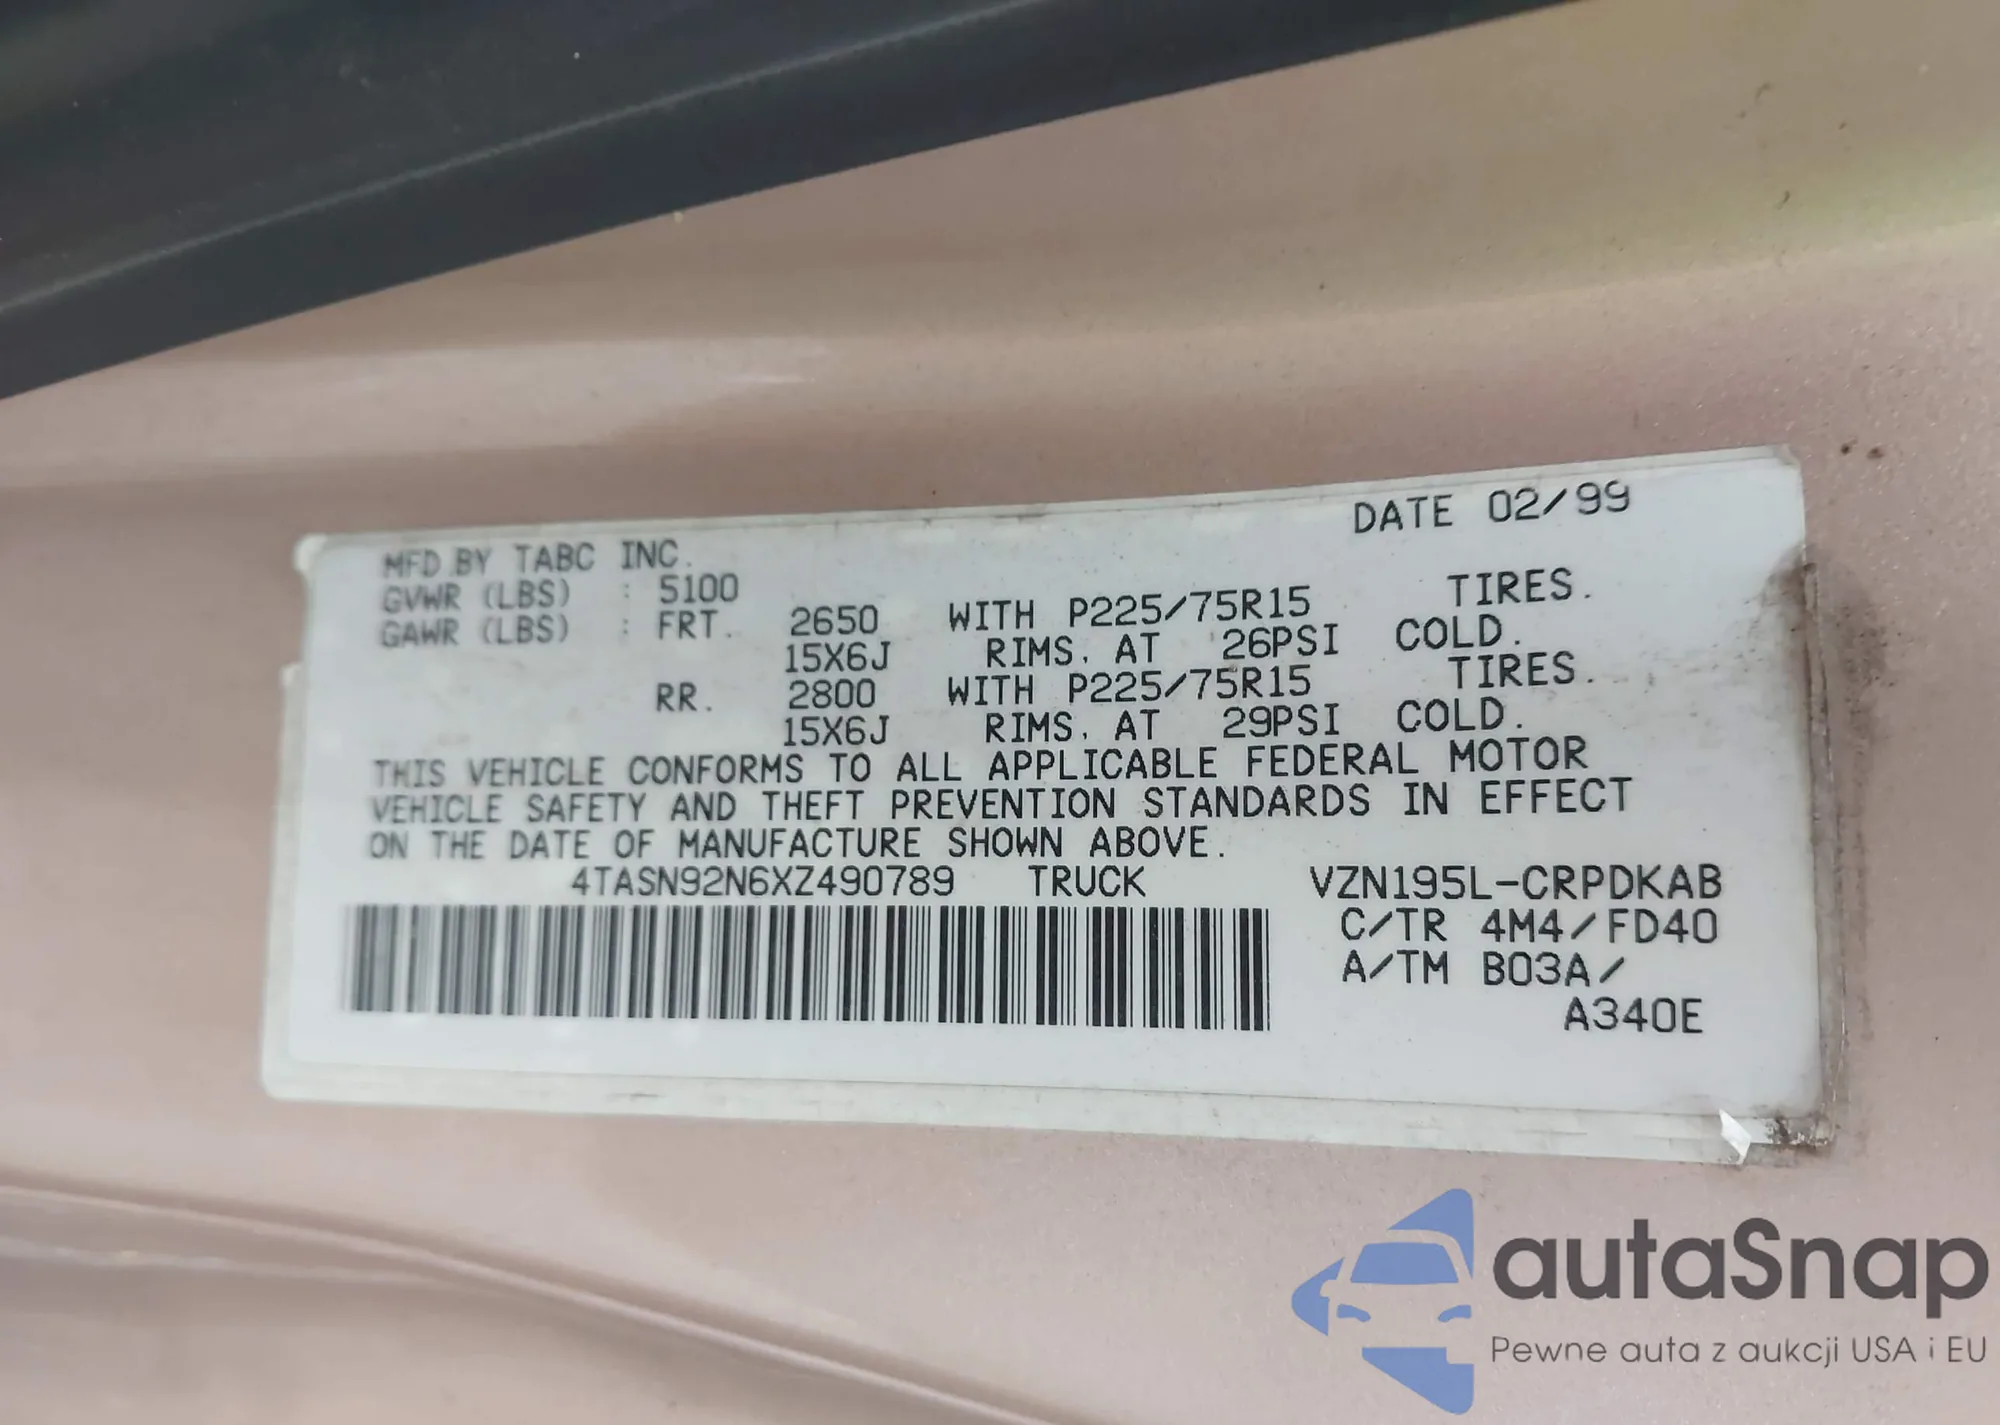 DATE 02/99
MFD.BY TABC INC.
GVWR (LBS) : 5100
GAWR (LBS) : FRT. 2650 WITH P225/75R15 TIRES.
15X6J RIMS. AT 26PSI COLD.
RR. 2800 WITH P225/75R15 TIRES.
15X6J RIMS. AT 29PSI COLD.
THIS VEHICLE CONFORMS TO ALL APPLICABLE FEDERAL MOTOR
VEHICLE SAFETY AND THEFT PREVENTION STANDARDS IN EFFECT
ON THE DATE OF MANUFACTURE SHOWN ABOVE.
4TASN92N6XZ490789 TRUCK VZN195L-CRPDKAB
C/TR 4M4/FD40
A/TM B03A/
A340E
autaSnap
Pewne auta z aukcji USA i EU